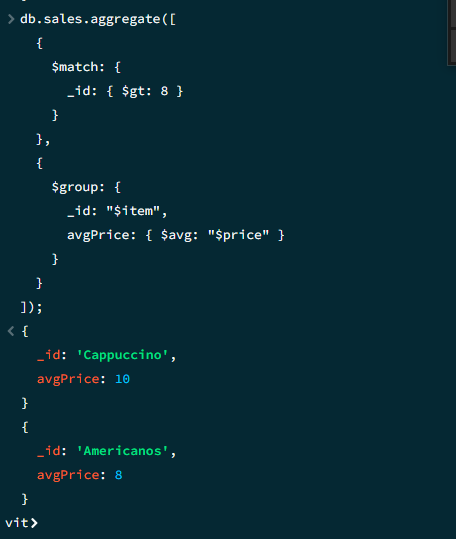 > db.sales.aggregate([
{
$match: {
_id: { $gt: 8 }
}
},
{
$group: {
_id: "$item",
avgPrice: { $avg: "$price" }
}
}
]);
< {
_id: 'Cappuccino',
avgPrice: 10
}
{
_id: 'Americanos',
avgPrice: 8
}
vit>